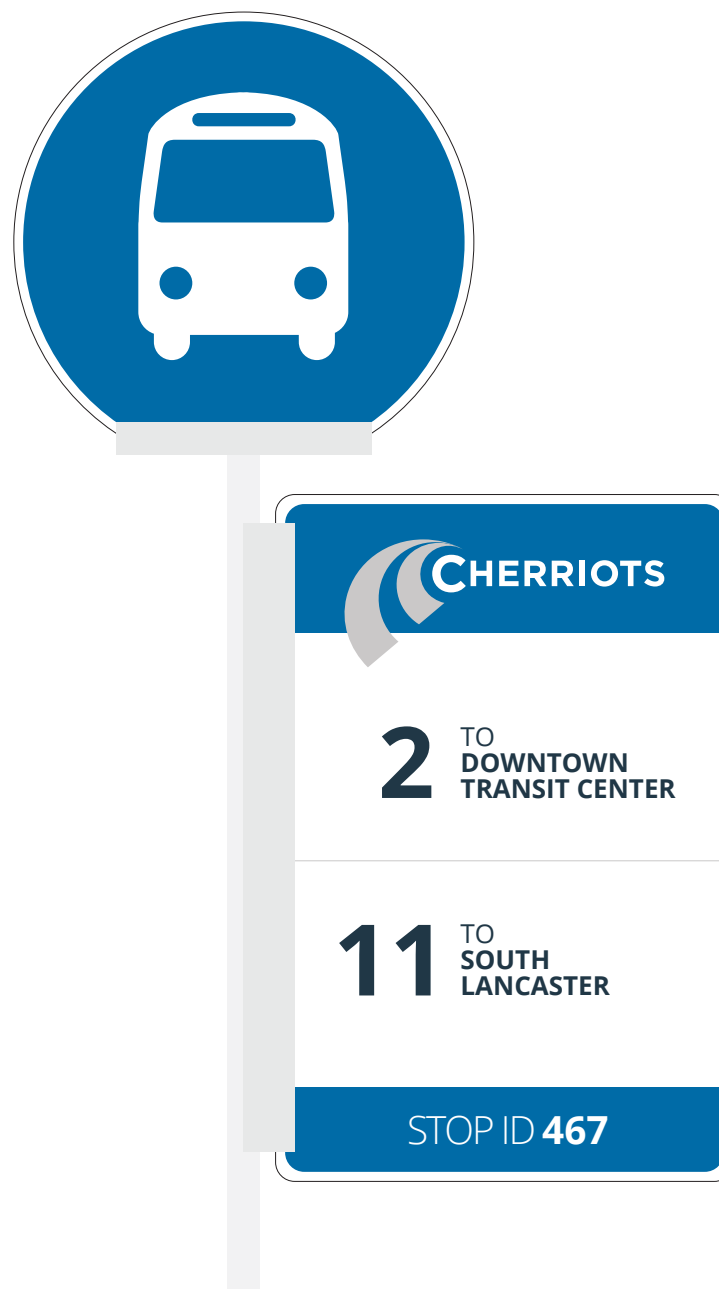 CHERRIOTS
2
TO
DOWNTOWN
TRANSIT CENTER
11
TO
SOUTH
LANCASTER
STOP ID 467